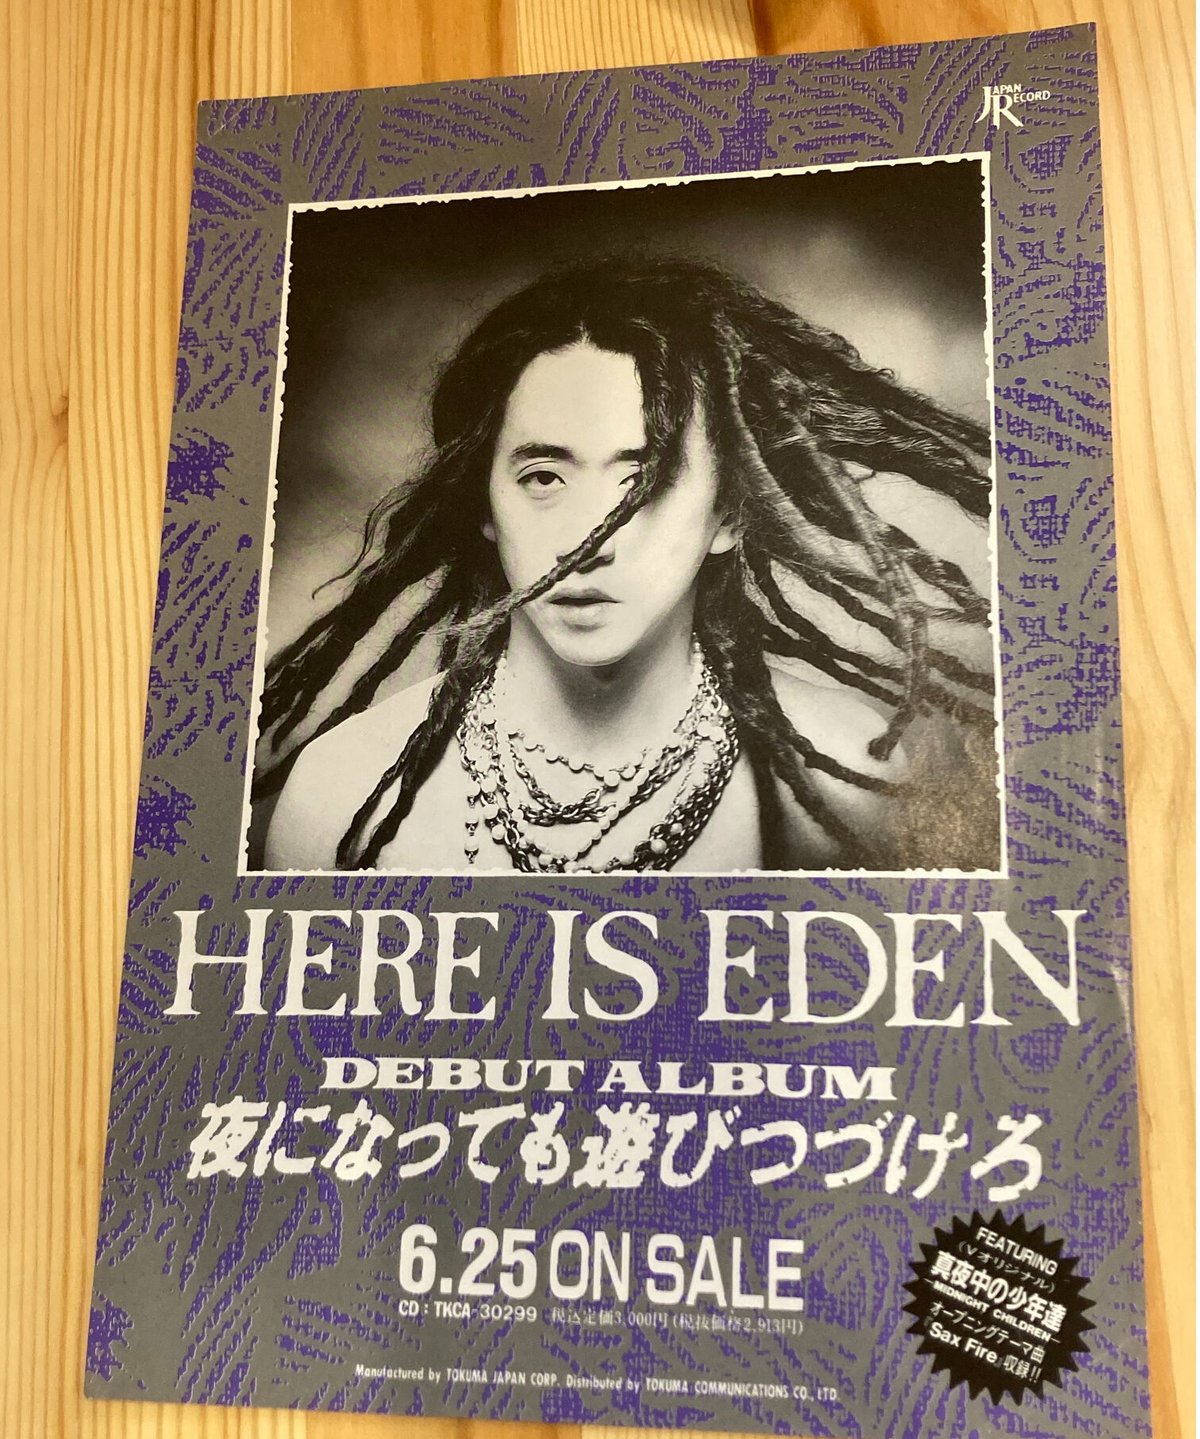 JAPAN RECORD
HERE IS EDEN
DEBUT ALBUM
夜になっても遊びつづけろ
6.25 ON SALE
CD : TKCA-30299 税込定価3,000円(税抜価格2,913円)
Manufactured by TOKUMA JAPAN CORP. Distributed by TOKUMA COMMUNICATIONS CO., LTD.
FEATURING
(Vオリジナル)
真夜中の少年達
—MIDNIGHT CHILDREN—
オープニングテーマ曲
「Sax Fire」収録!!